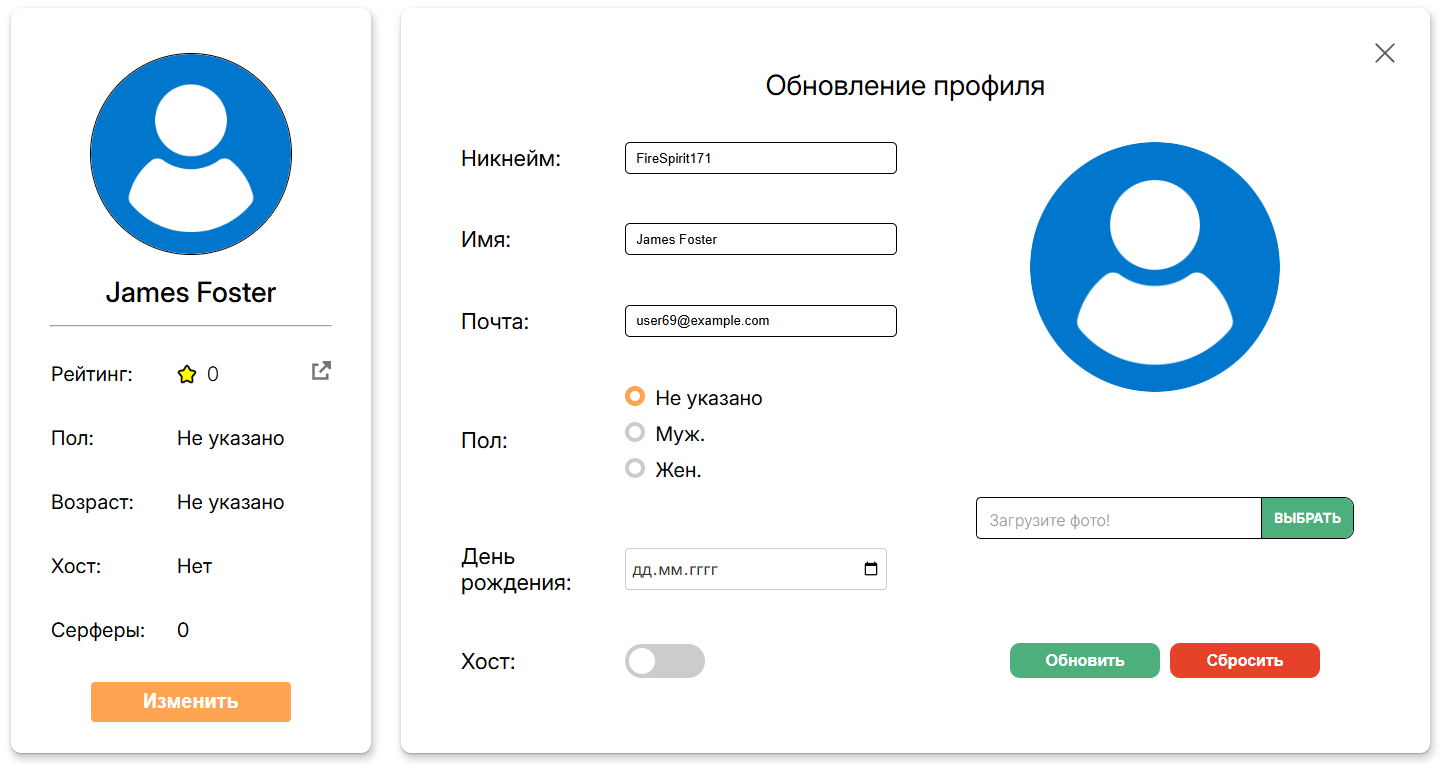 James Foster
Рейтинг: 0
Пол: Не указано
Возраст: Не указано
Хост: Нет
Серферы: 0
Изменить
Обновление профиля
Никнейм: FireSpirit171
Имя: James Foster
Почта: user69@example.com
Пол:
Не указано
Муж.
Жен.
День
рождения:
дд.мм.гггг
Хост:
Загрузите фото!
ВЫБРАТЬ
Обновить
Сбросить